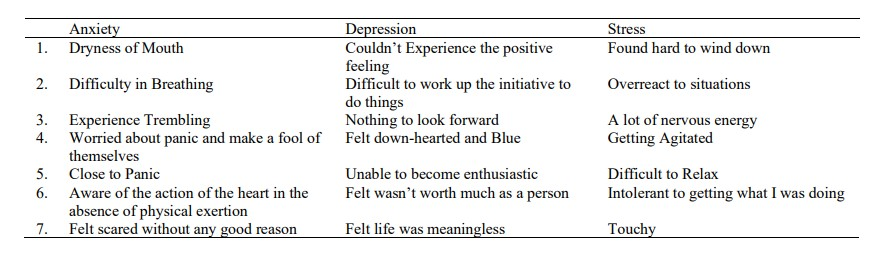 Anxiety Depression Stress
1. Dryness of Mouth Couldn't Experience the positive Found hard to wind down
feeling
2. Difficulty in Breathing Difficult to work up the initiative to Overreact to situations
do things
3. Experience Trembling Nothing to look forward A lot of nervous energy
4. Worried about panic and make a fool of Felt down-hearted and Blue Getting Agitated
themselves
5. Close to Panic Unable to become enthusiastic Difficult to Relax
6. Aware of the action of the heart in the Felt wasn't worth much as a person Intolerant to getting what I was doing
absence of physical exertion
7. Felt scared without any good reason Felt life was meaningless Touchy